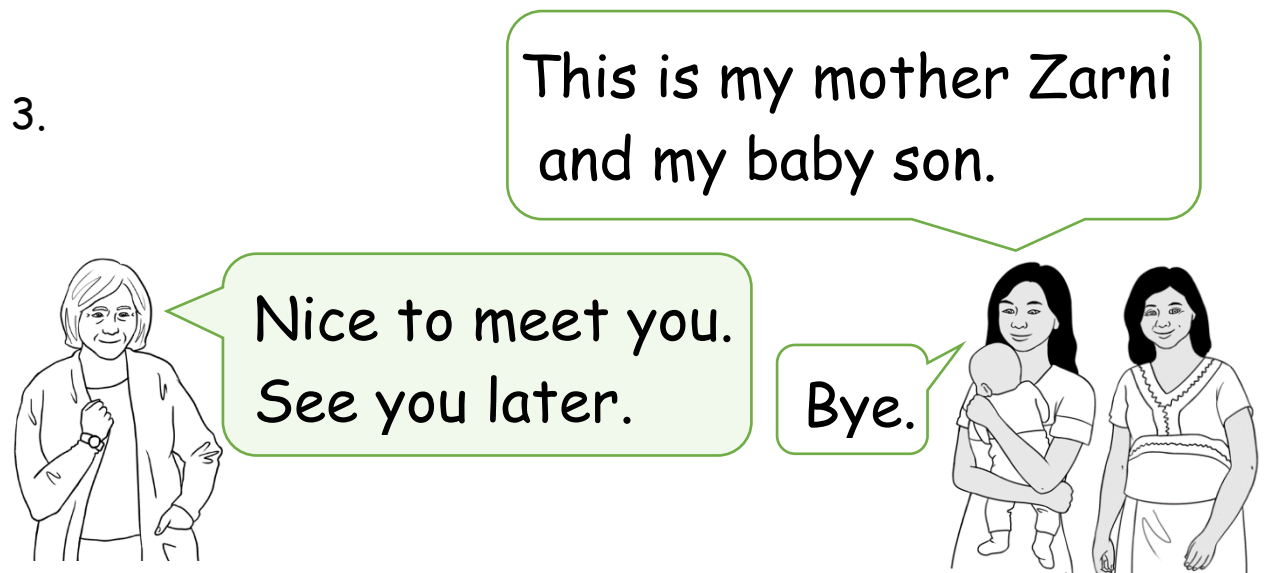 3.
This is my mother Zarni
and my baby son.
Nice to meet you.
See you later.
Bye.